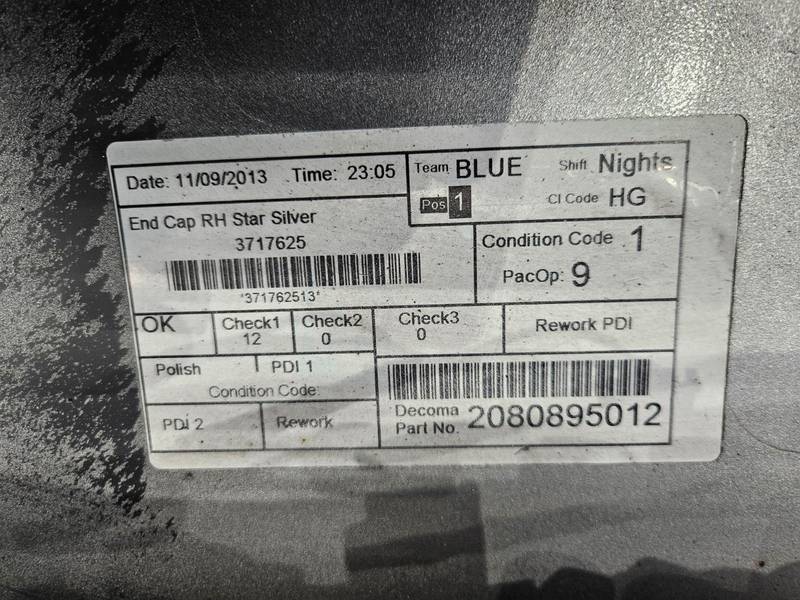 Date: 11/09/2013 Time: 23:05 Team BLUE Shift Nights
Pos 1 CI Code HG
End Cap RH Star Silver
3717625
*371762513*
Condition Code 1
PacOp: 9
OK Check1 Check2 Check3 Rework PDI
12 0 0
Polish PDI 1
Condition Code:
PDI 2 Rework
Decoma
Part No. 2080895012